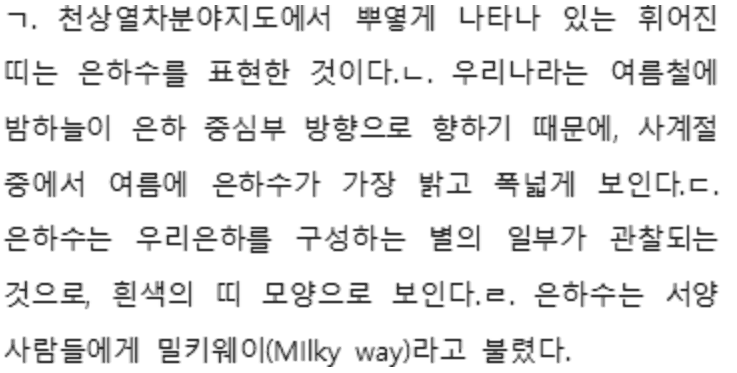 ㄱ. 천상열차분야지도에서 뿌옇게 나타나 있는 휘어진
띠는 은하수를 표현한 것이다.ㄴ. 우리나라는 여름철에
밤하늘이 은하 중심부 방향으로 향하기 때문에, 사계절
중에서 여름에 은하수가 가장 밝고 폭넓게 보인다.ㄷ.
은하수는 우리은하를 구성하는 별의 일부가 관찰되는
것으로, 흰색의 띠 모양으로 보인다.ㄹ. 은하수는 서양
사람들에게 밀키웨이(MIlky way)라고 불렸다.